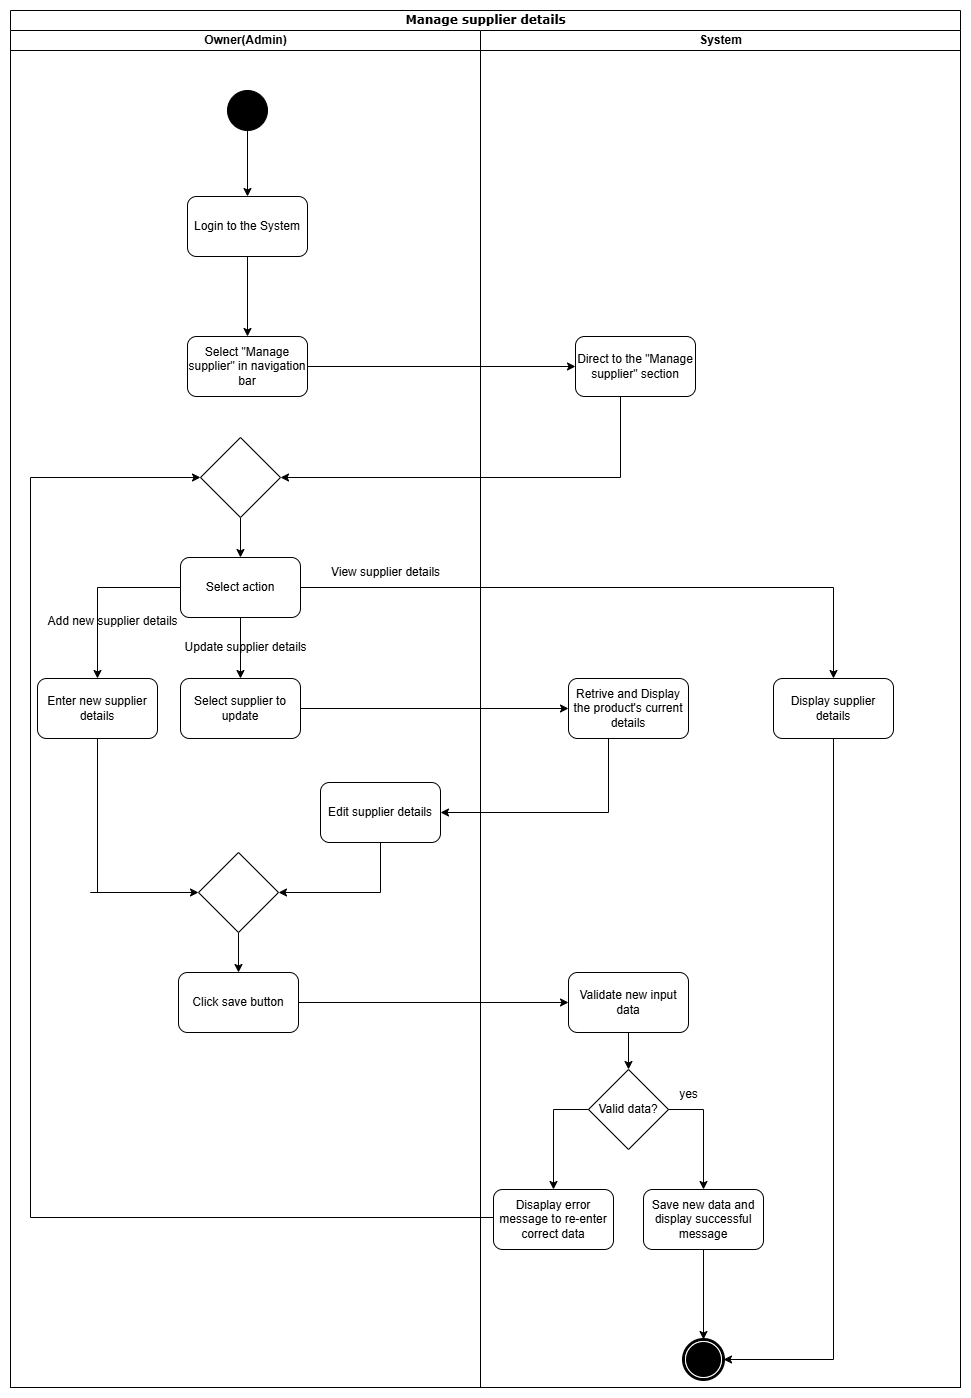 Manage supplier details
Owner(Admin)
System
Login to the System
Select "Manage
supplier" in navigation
bar
Direct to the "Manage
supplier" section
Select action
View supplier details
Add new supplier details
Update supplier details
Enter new supplier
details
Select supplier to
update
Retrive and Display
the product's current
details
Display supplier
details
Edit supplier details
Click save button
Validate new input
data
Valid data?
yes
Disaplay error
message to re-enter
correct data
Save new data and
display successful
message